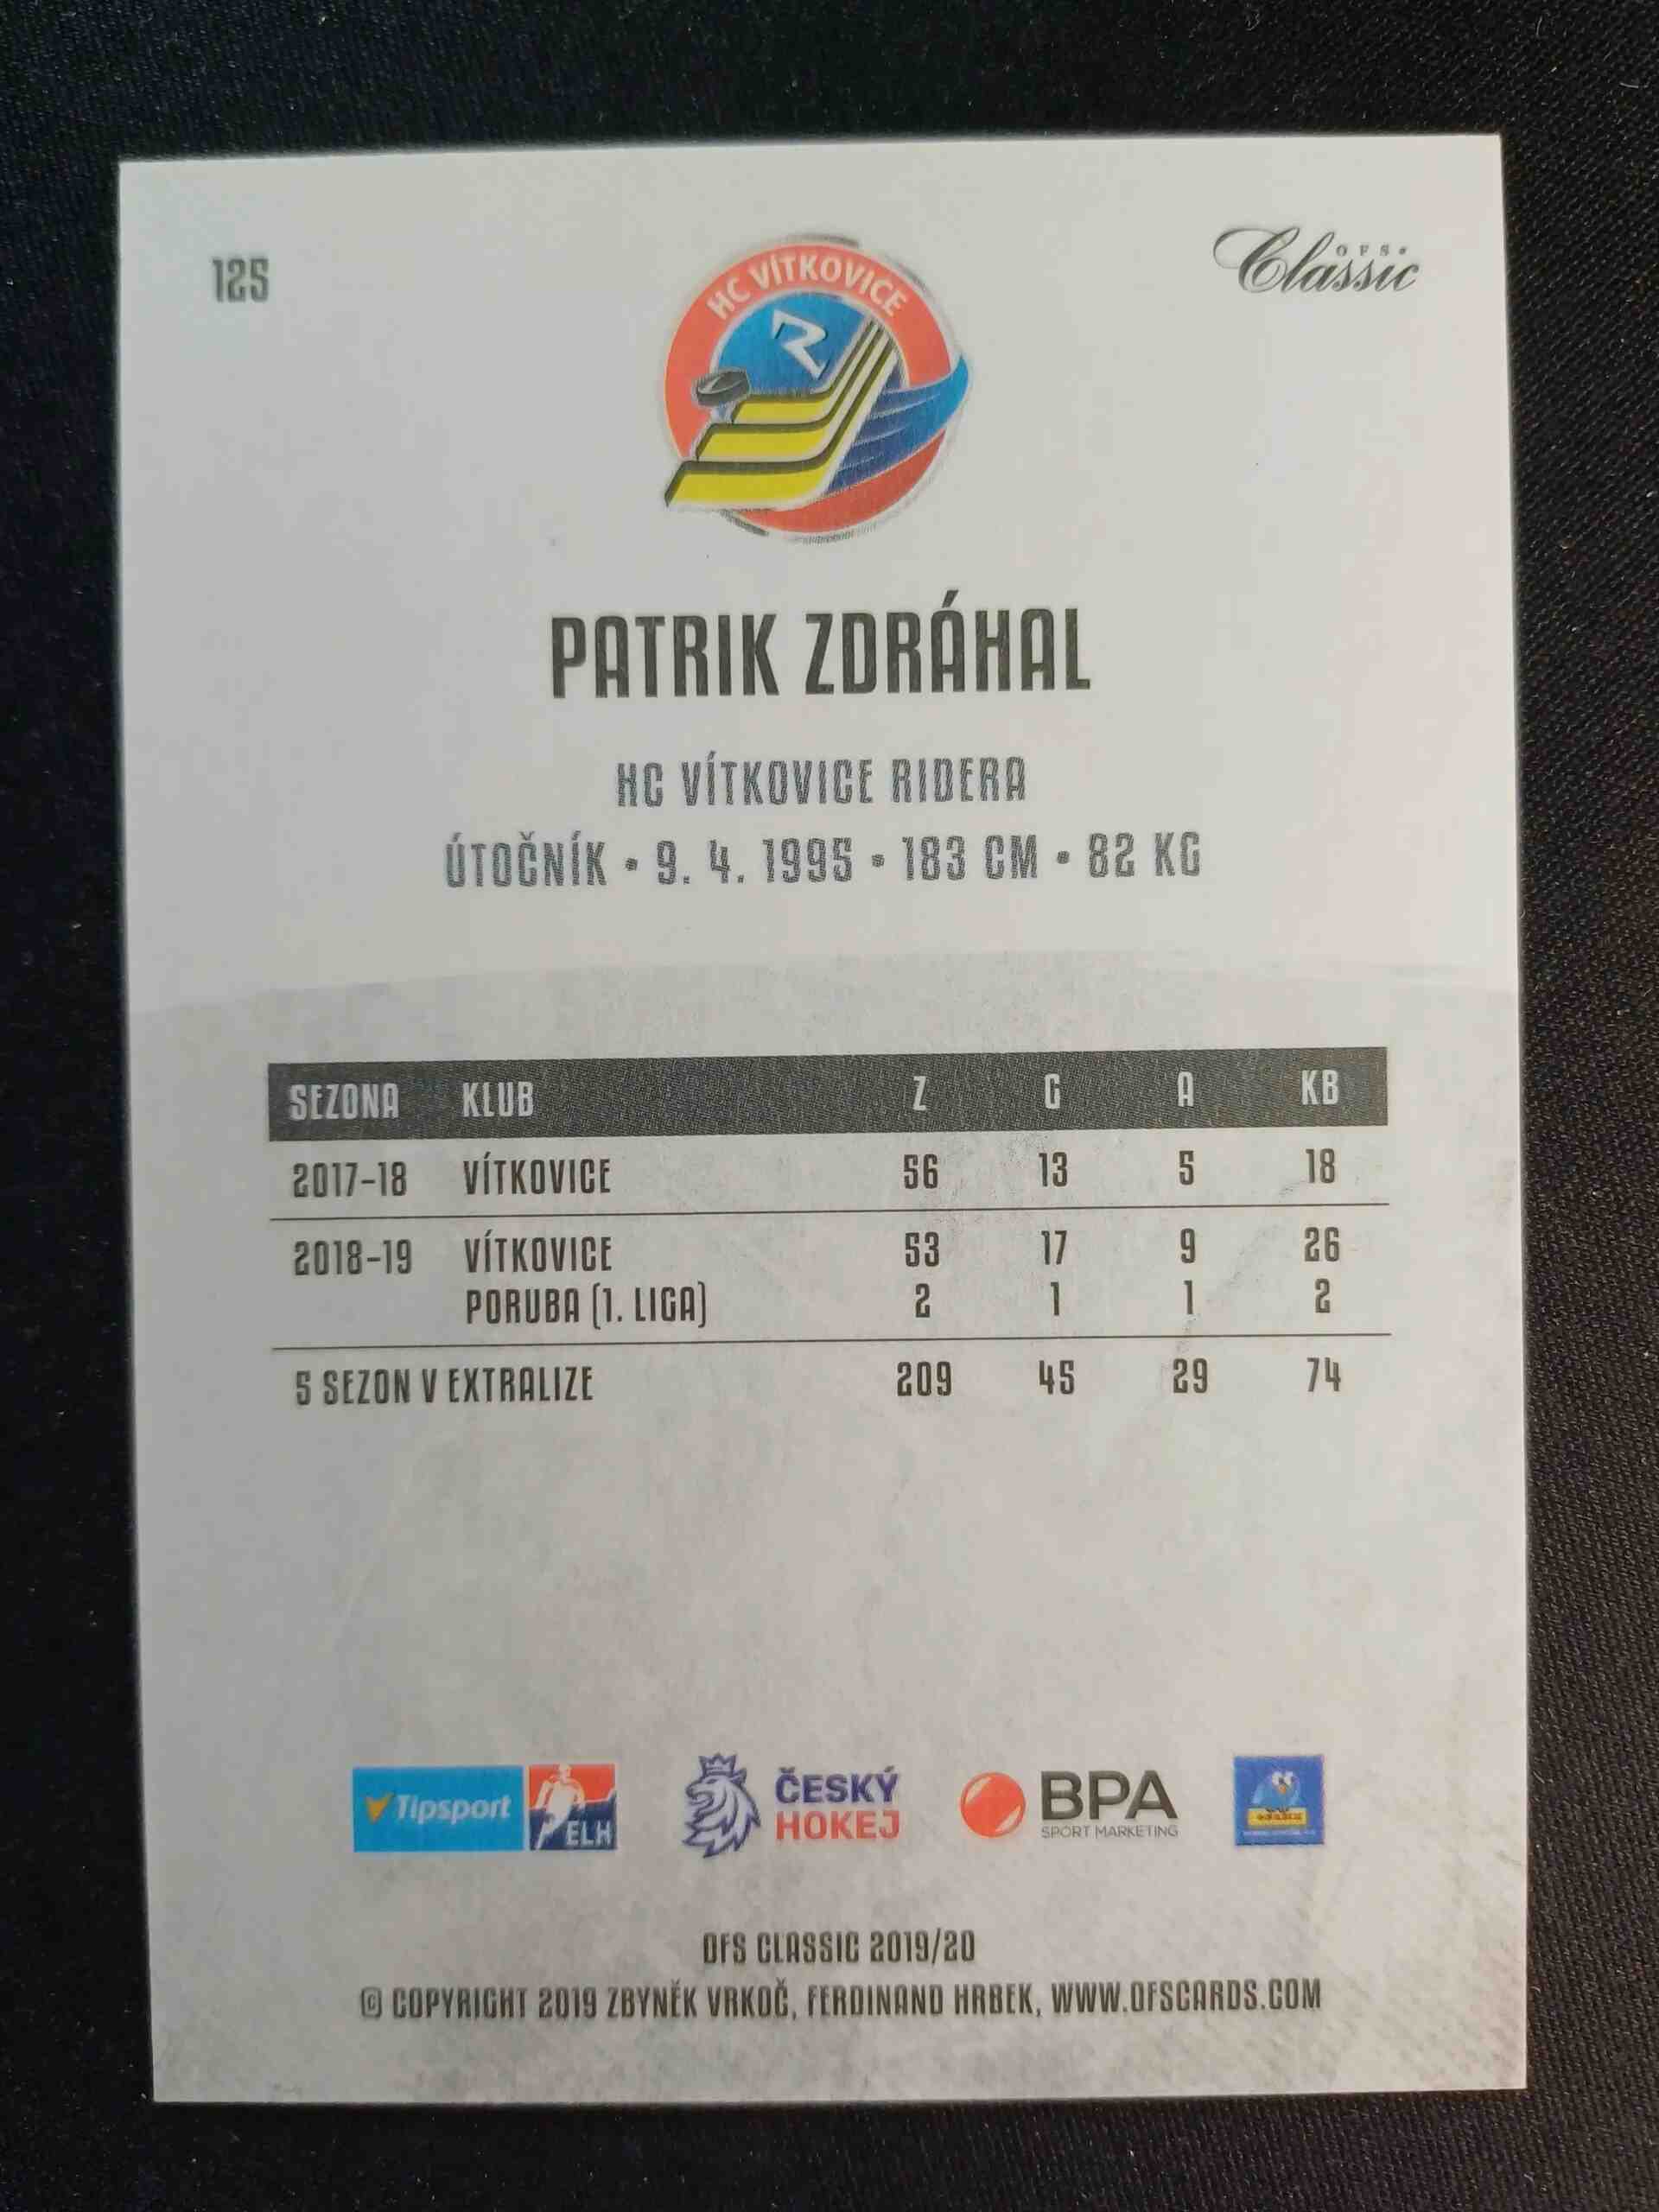 125
OFS
Classic
HC VÍTKOVICE
PATRIK ZDRÁHAL
HC VÍTKOVICE RIDERA
ÚTOČNÍK • 9. 4. 1995 • 183 CM • 82 KG
SEZONA KLUB Z G A KB
2017–18 VÍTKOVICE 56 13 5 18
2018–19 VÍTKOVICE 53 17 9 26
PORUBA (1. LIGA) 2 1 1 2
5 SEZON V EXTRALIZE 209 45 29 74
Tipsport ELH
ČESKÝ
HOKEJ
BPA
SPORT MARKETING
OFS CLASSIC 2019/20
© COPYRIGHT 2019 ZBYNĚK VRKOČ, FERDINAND HRBEK, WWW.OFSCARDS.COM